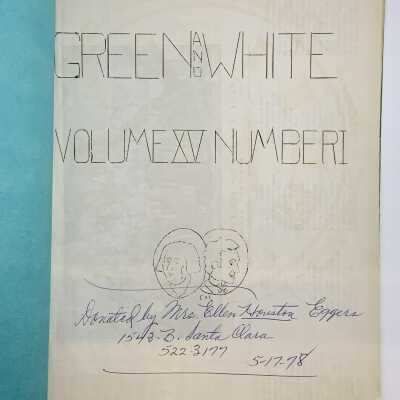 GREEN AND WHITE
VOLUME XV NUMBER I
Donated by Mrs. Ellen Houston Eggers
1543-B. Santa Clara
522-3177
5-17-78